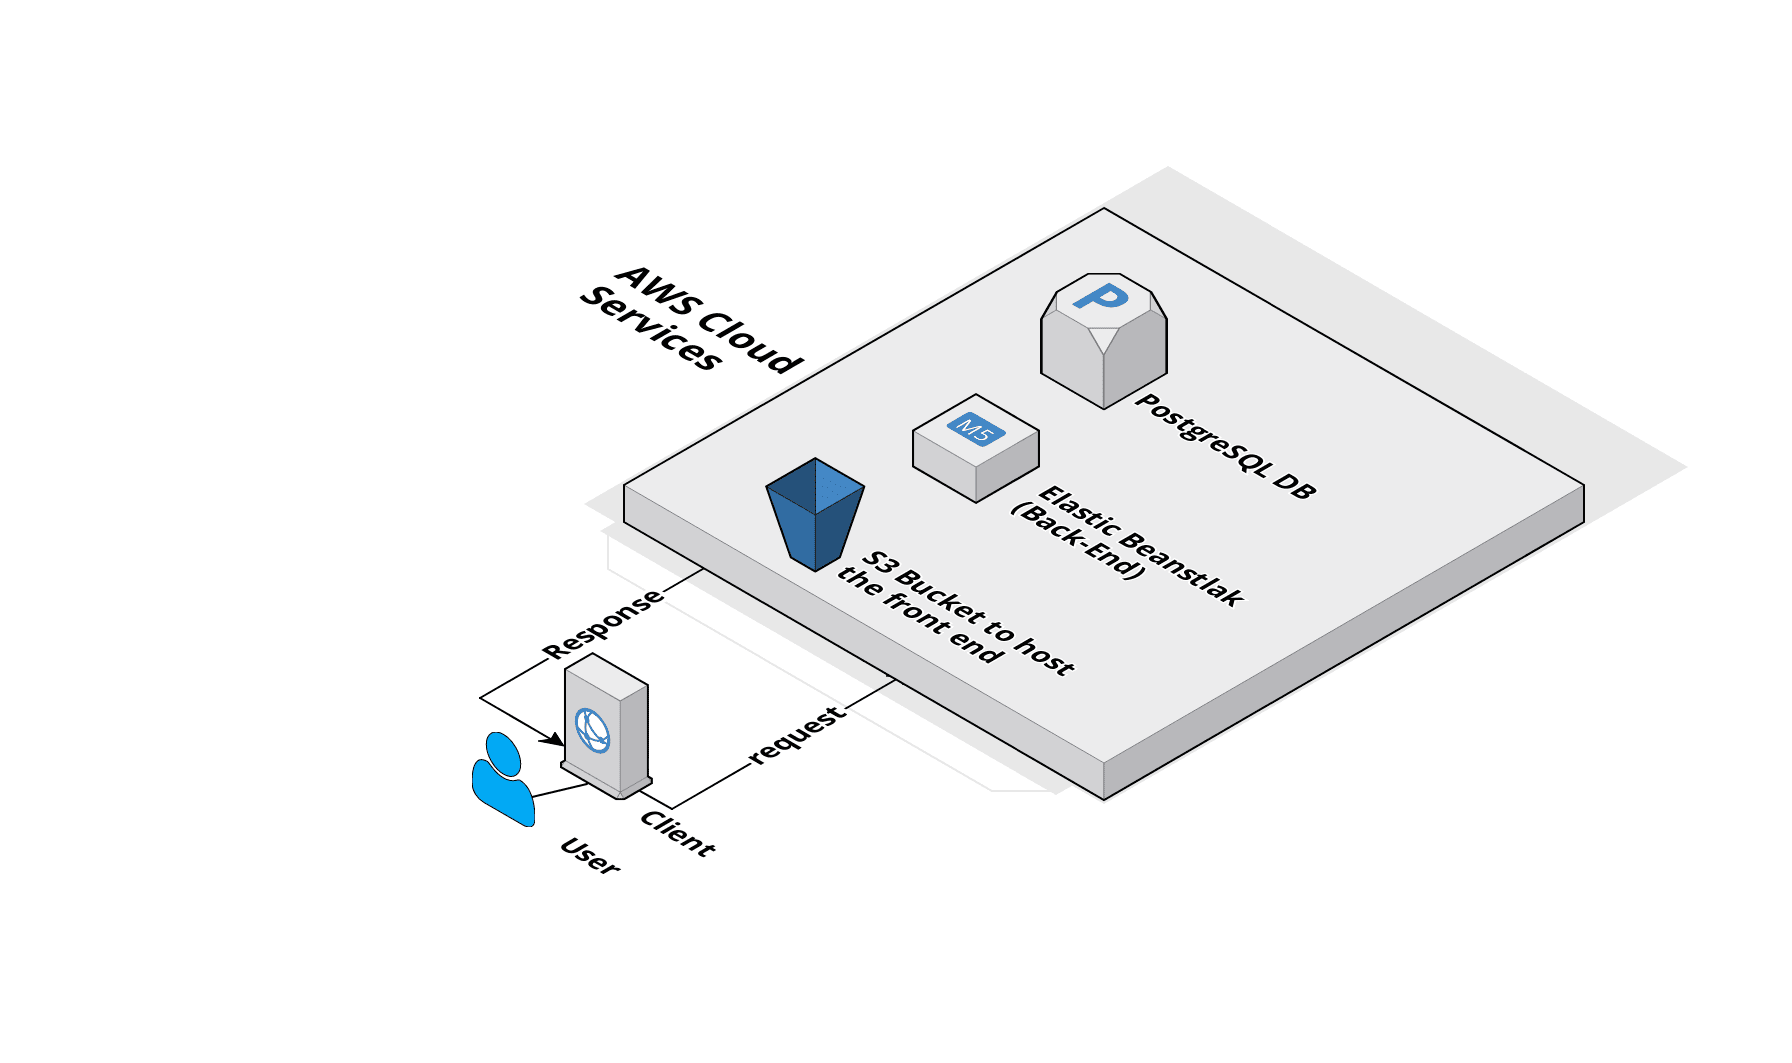 AWS Cloud
Services
P
PostgreSQL DB
M5
Elastic Beanstlak
(Back-End)
S3 Bucket to host
the front end
Response
request
Client
User